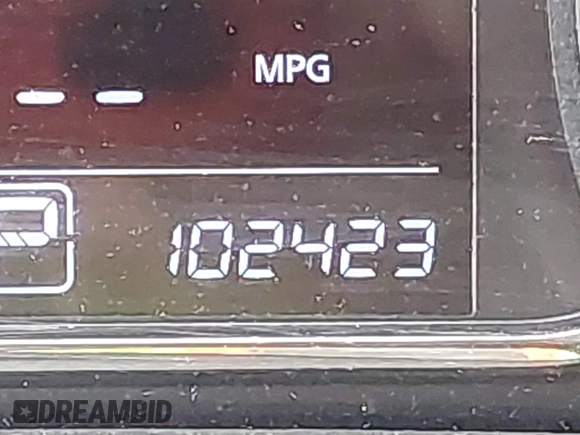 MPG
--
102423
DREAMBID